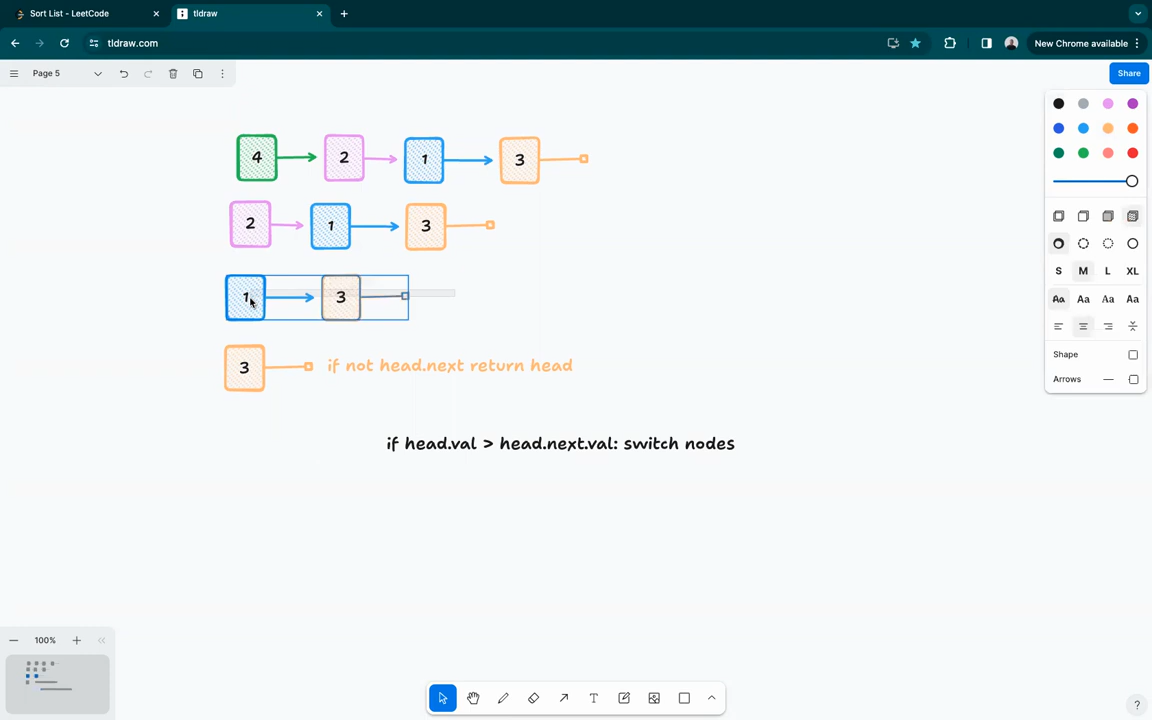 Sort List - LeetCode
tldraw
tldraw.com
New Chrome available
Page 5
Share
4 2 1 3
2 1 3
1 3
3 if not head.next return head
if head.val > head.next.val: switch nodes
S M L XL
Aa Aa Aa Aa
Shape
Arrows
100%
T
?